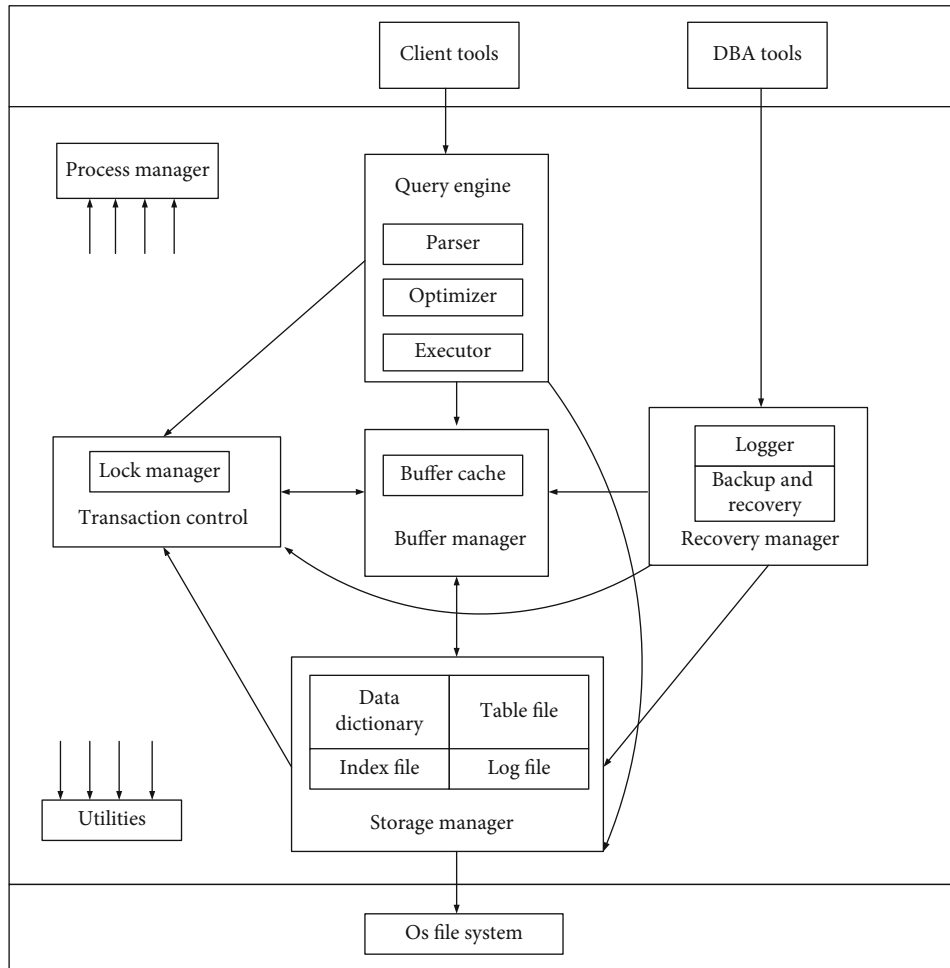 Client tools
DBA tools
Process manager
Query engine
Parser
Optimizer
Executor
Lock manager
Transaction control
Buffer cache
Buffer manager
Logger
Backup and
recovery
Recovery manager
Data
dictionary
Table file
Index file
Log file
Storage manager
Utilities
Os file system